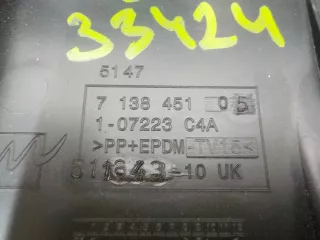 33424
5147
7 138 451 05
1-07223 C4A
>PP+EPDM-TV15<
511643-10 UK